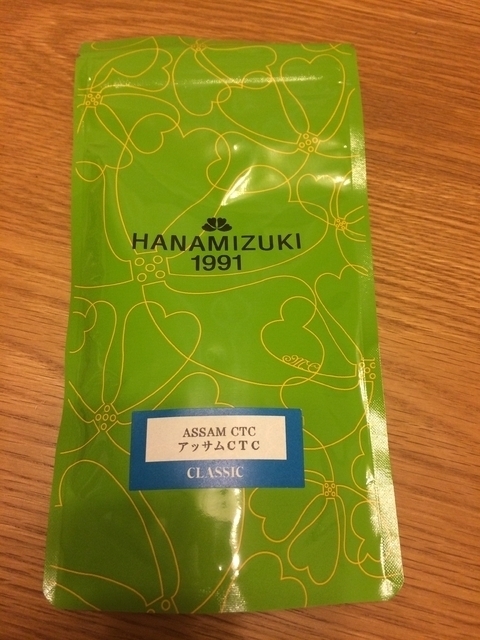 HANAMIZUKI
1991
ASSAM CTC
アッサムＣＴＣ
CLASSIC